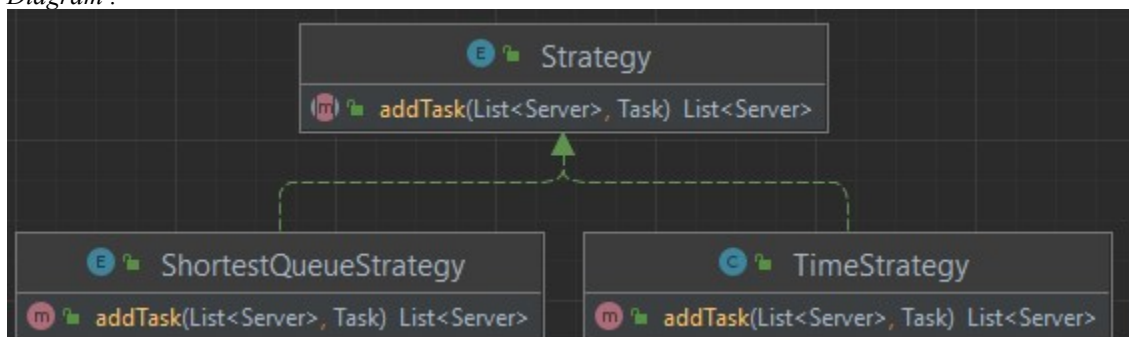 Diagram :
E Strategy
m addTask(List<Server>, Task) List<Server>
E ShortestQueueStrategy
m addTask(List<Server>, Task) List<Server>
C TimeStrategy
m addTask(List<Server>, Task) List<Server>